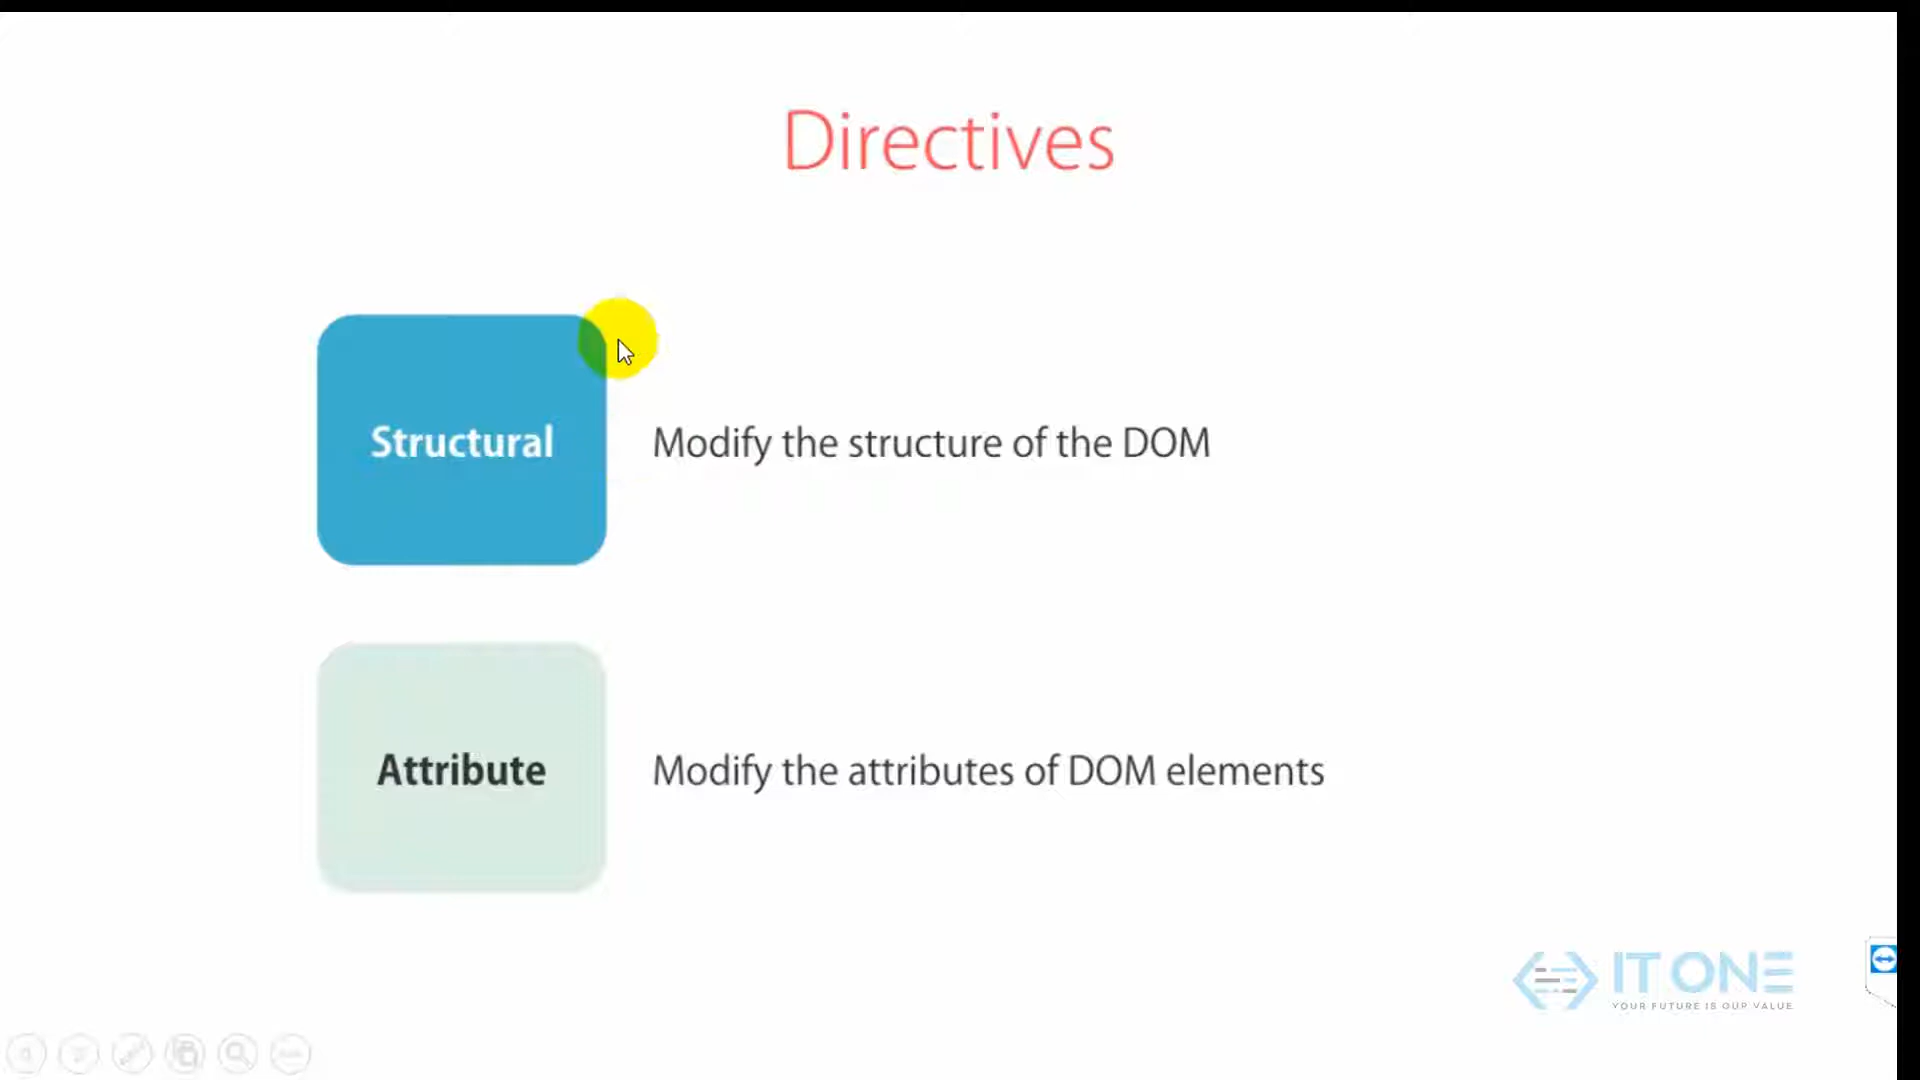 Directives
Structural
Modify the structure of the DOM
Attribute
Modify the attributes of DOM elements
IT ONE
YOUR FUTURE IS OUR VALUE